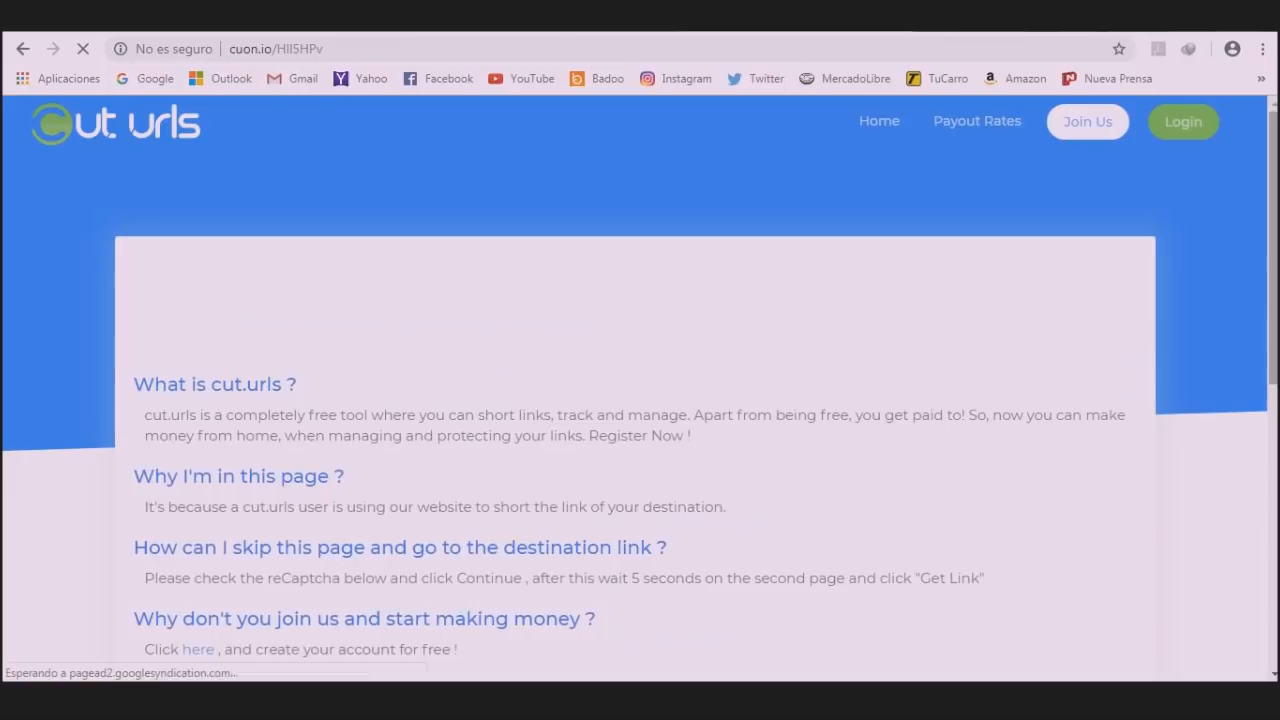 No es seguro cuon.io/HlI5HPv
Aplicaciones Google Outlook Gmail Yahoo Facebook YouTube Badoo Instagram Twitter MercadoLibre TuCarro Amazon Nueva Prensa »
Cut urls Home Payout Rates Join Us Login
What is cut.urls ?
cut.urls is a completely free tool where you can short links, track and manage. Apart from being free, you get paid to! So, now you can make
money from home, when managing and protecting your links. Register Now !
Why I'm in this page ?
It's because a cut.urls user is using our website to short the link of your destination.
How can I skip this page and go to the destination link ?
Please check the reCaptcha below and click Continue , after this wait 5 seconds on the second page and click "Get Link"
Why don't you join us and start making money ?
Click here , and create your account for free !
Esperando a pagead2.googlesyndication.com...